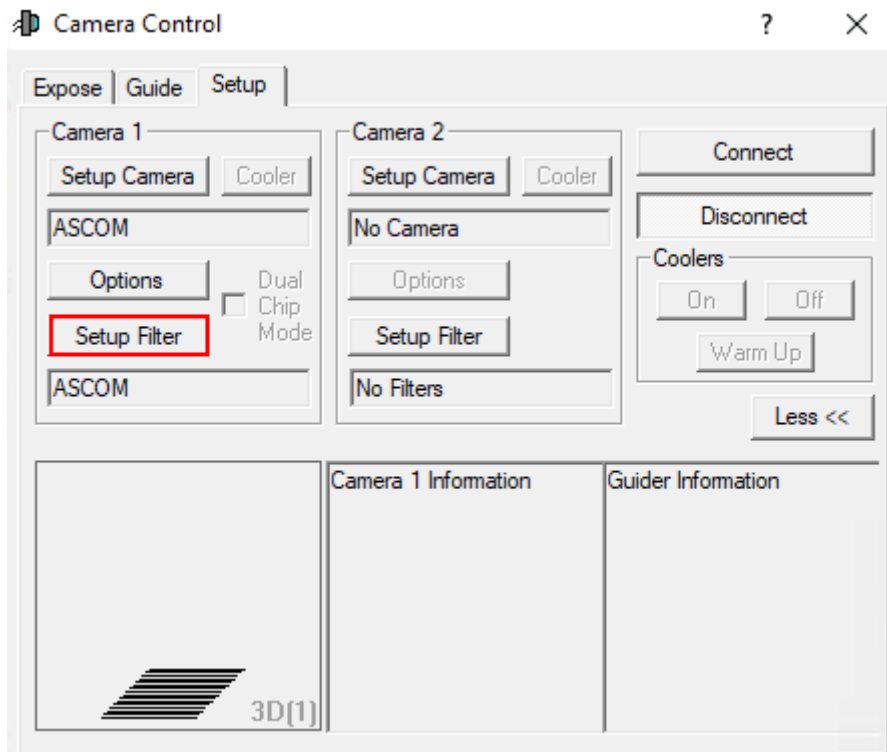 Camera Control
?
Expose
Guide
Setup
Camera 1
Setup Camera
Cooler
ASCOM
Options
Dual
Chip
Mode
Setup Filter
ASCOM
Camera 2
Setup Camera
Cooler
No Camera
Options
Setup Filter
No Filters
Connect
Disconnect
Coolers
On
Off
Warm Up
Less <<
3D(1)
Camera 1 Information
Guider Information